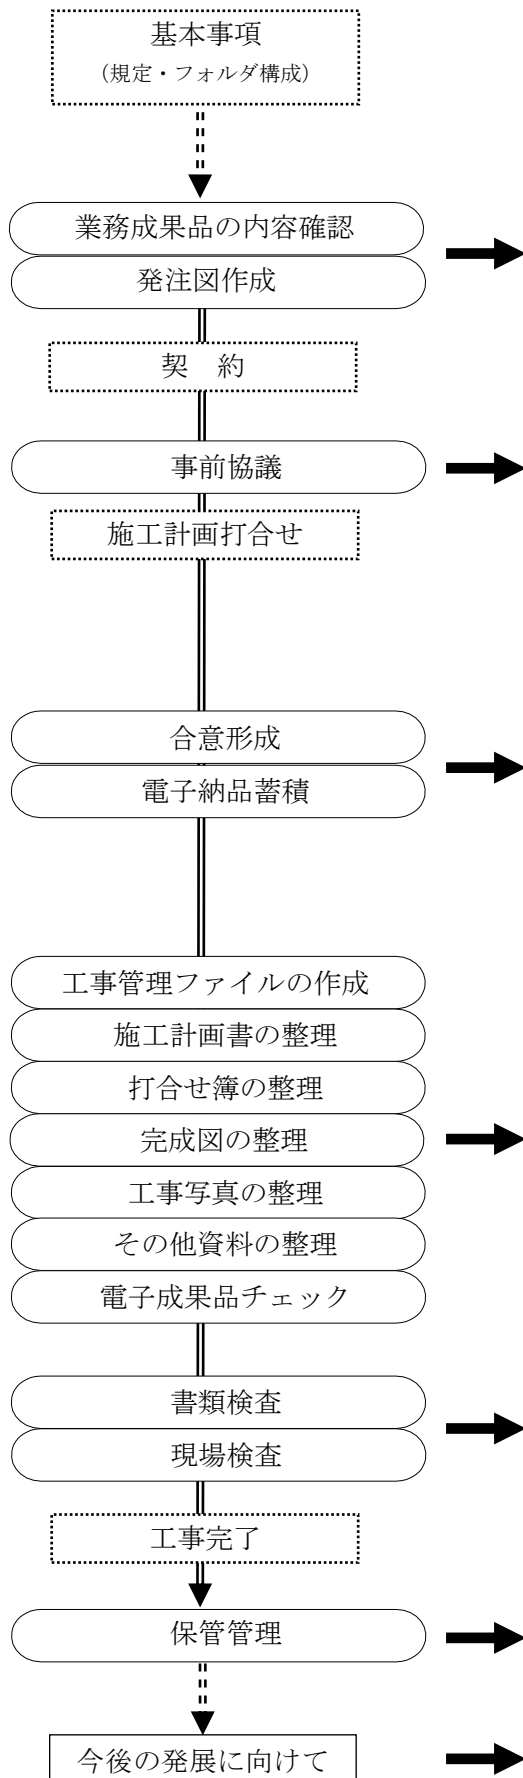 基本事項
（規定・フォルダ構成）
業務成果品の内容確認
発注図作成
契　約
事前協議
施工計画打合せ
合意形成
電子納品蓄積
工事管理ファイルの作成
施工計画書の整理
打合せ簿の整理
完成図の整理
工事写真の整理
その他資料の整理
電子成果品チェック
書類検査
現場検査
工事完了
保管管理
今後の発展に向けて